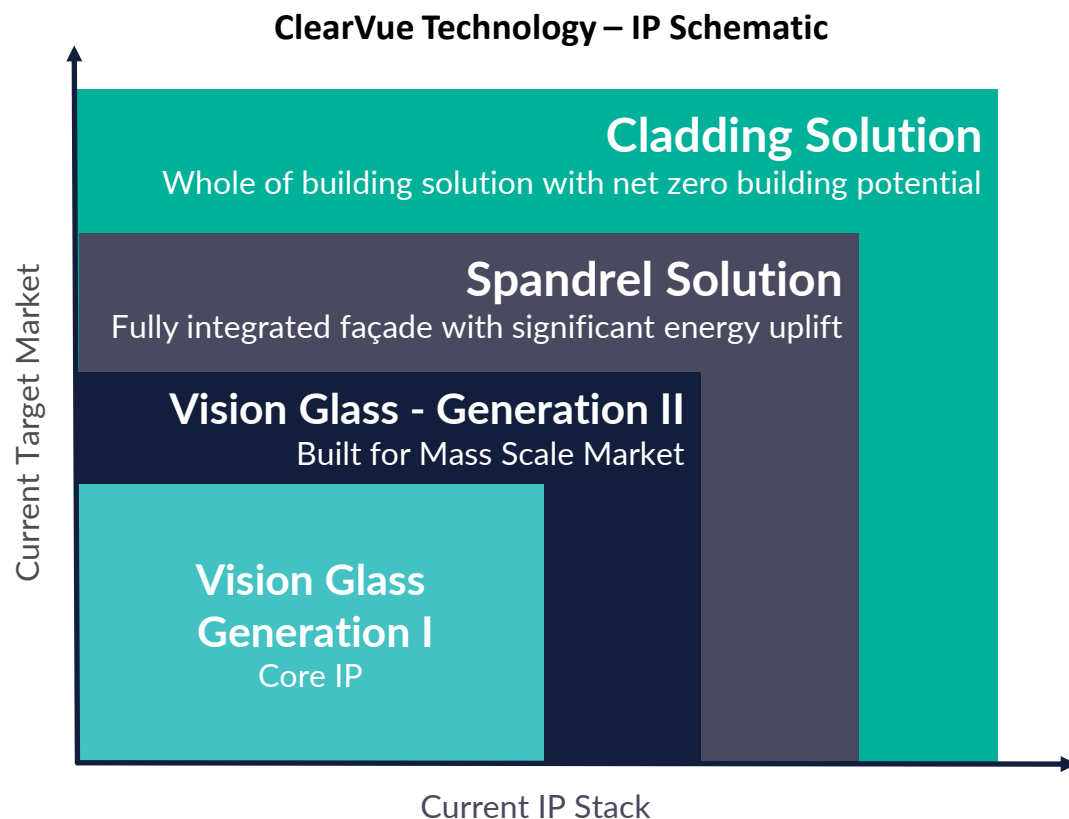 ClearVue Technology – IP Schematic
Cladding Solution
Whole of building solution with net zero building potential
Spandrel Solution
Fully integrated façade with significant energy uplift
Vision Glass - Generation II
Built for Mass Scale Market
Vision Glass
Generation I
Core IP
Current Target Market
Current IP Stack